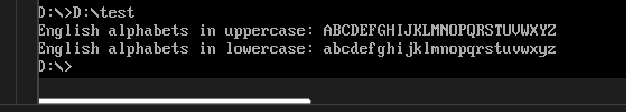 D:\>D:\test
English alphabets in uppercase: ABCDEFGHIJKLMNOPQRSTUVWXYZ
English alphabets in lowercase: abcdefghijklmnopqrstuvwxyz
D:\>